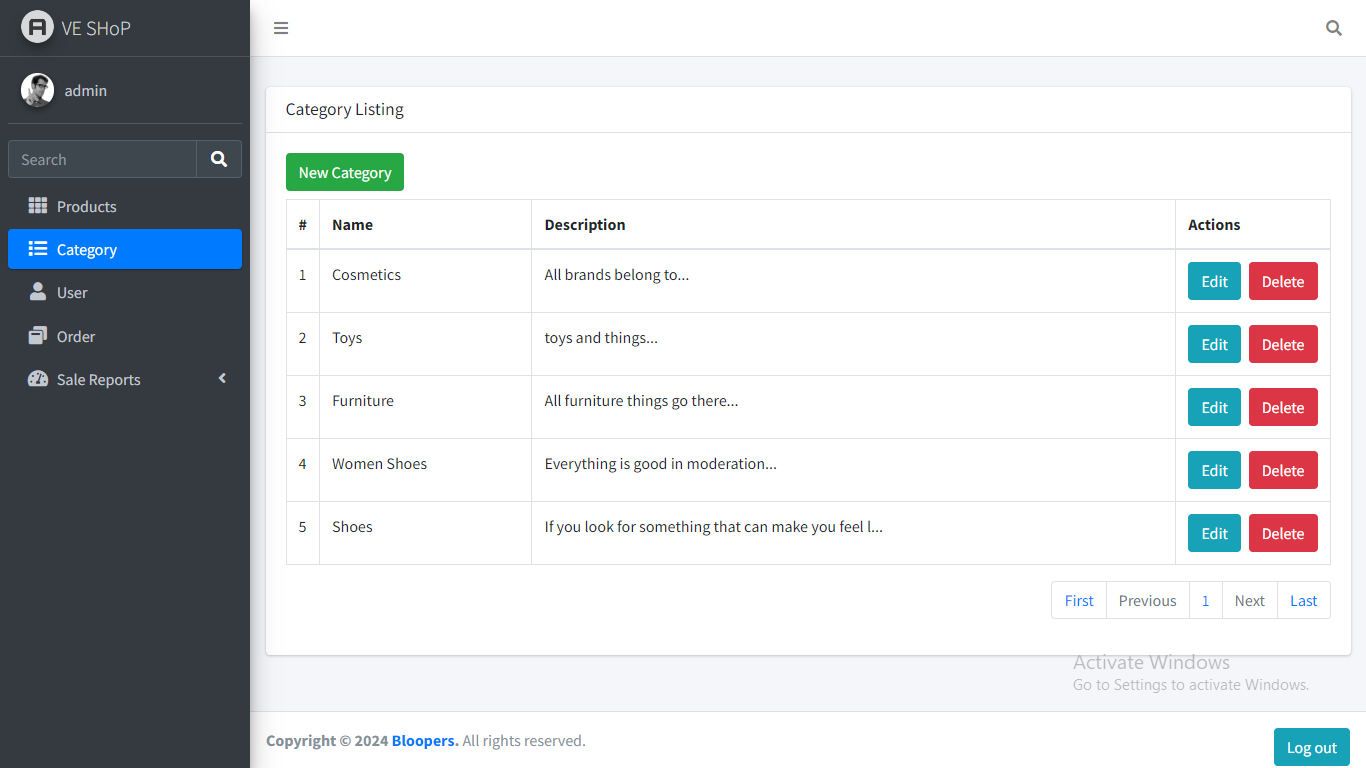 A VE SHoP
admin
Search
Products
Category
User
Order
Sale Reports
Category Listing
New Category
# Name Description Actions
1 Cosmetics All brands belong to... Edit Delete
2 Toys toys and things... Edit Delete
3 Furniture All furniture things go there... Edit Delete
4 Women Shoes Everything is good in moderation... Edit Delete
5 Shoes If you look for something that can make you feel l... Edit Delete
First Previous 1 Next Last
Activate Windows
Go to Settings to activate Windows.
Copyright © 2024 Bloopers. All rights reserved.
Log out